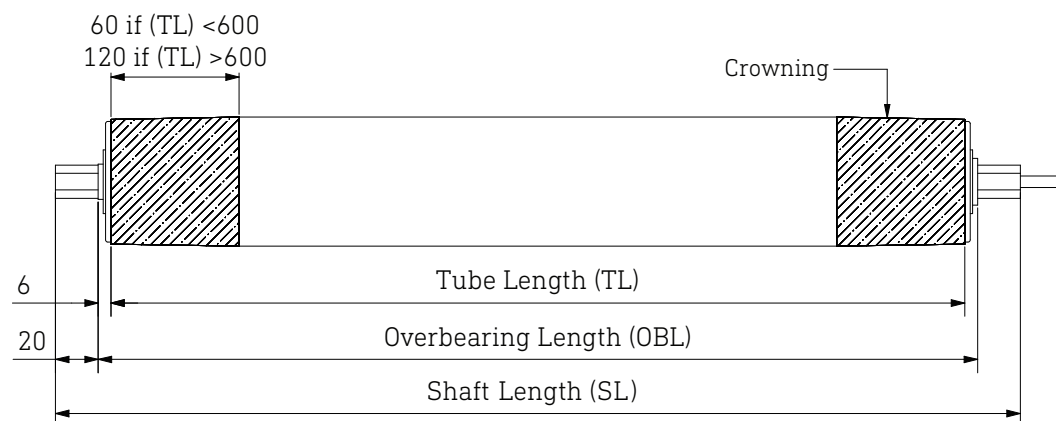 60 if (TL) <600
120 if (TL) >600
Crowning
Tube Length (TL)
6
Overbearing Length (OBL)
20
Shaft Length (SL)